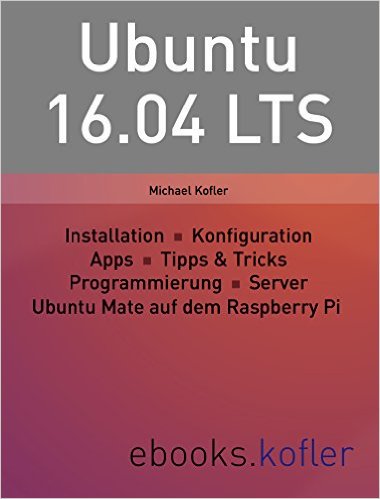 Ubuntu
16.04 LTS
Michael Kofler
Installation ▪ Konfiguration
Apps ▪ Tipps & Tricks
Programmierung ▪ Server
Ubuntu Mate auf dem Raspberry Pi
ebooks.kofler